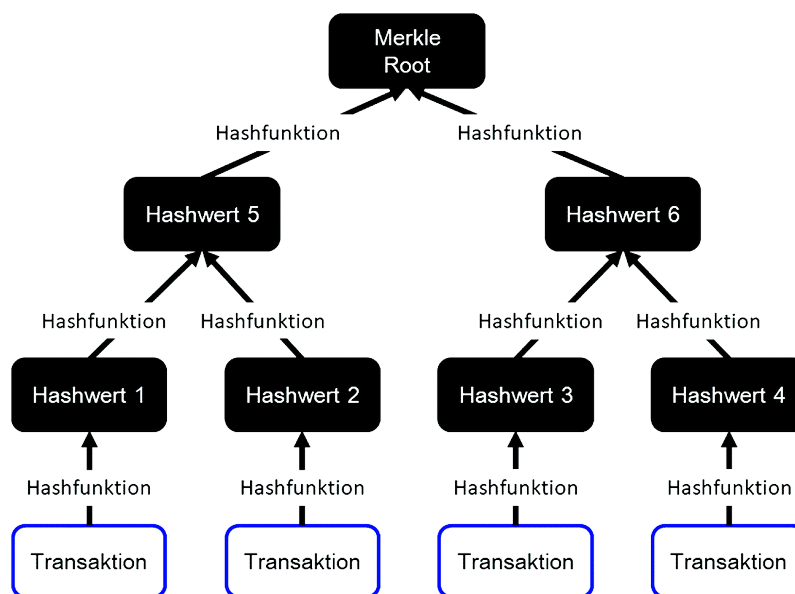 Merkle
Root
Hashfunktion Hashfunktion
Hashwert 5 Hashwert 6
Hashfunktion Hashfunktion Hashfunktion Hashfunktion
Hashwert 1 Hashwert 2 Hashwert 3 Hashwert 4
Hashfunktion Hashfunktion Hashfunktion Hashfunktion
Transaktion Transaktion Transaktion Transaktion